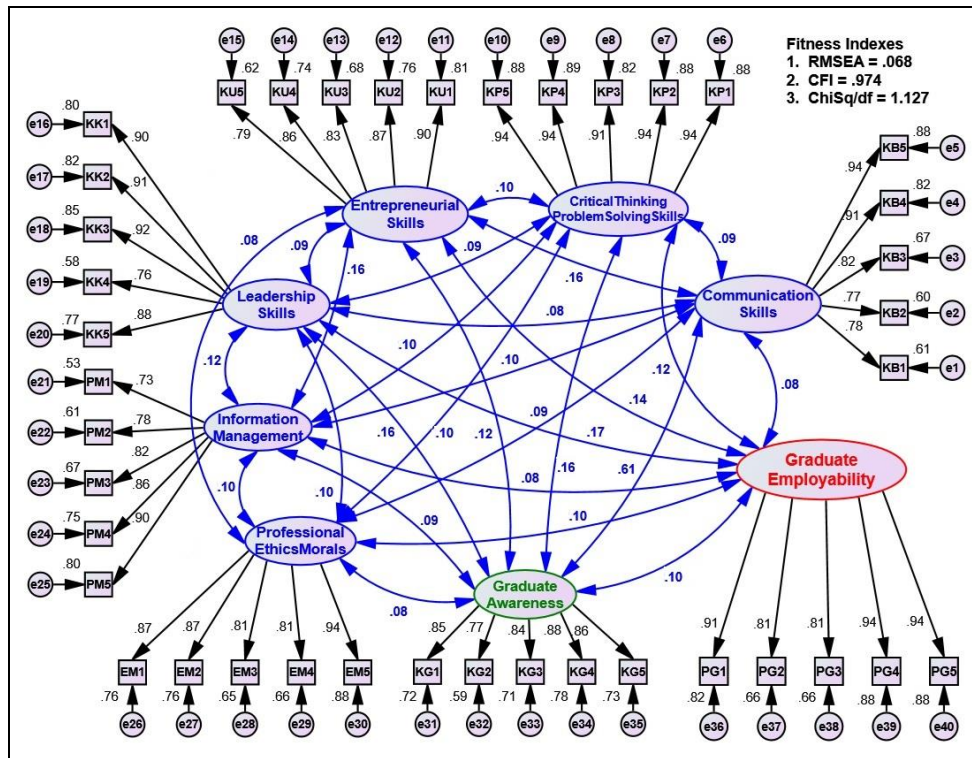 e15 e14 e13 e12 e11 e10 e9 e8 e7 e6
.62 .74 .68 .76 .81 .88 .89 .82 .88 .88
KU5 KU4 KU3 KU2 KU1 KP5 KP4 KP3 KP2 KP1
.79 .86 .83 .87 .90 .94 .94 .91 .94 .94
Fitness Indexes
1. RMSEA = .068
2. CFI = .974
3. ChiSq/df = 1.127
.80
e16 KK1
.90
.82
e17 KK2
.91
.85
e18 KK3
.92
.58
e19 KK4
.76
.77
e20 KK5
.88
.53
e21 PM1
.73
.61
e22 PM2
.78
.67
e23 PM3
.82
.75
e24 PM4
.86
.80
e25 PM5
.90
Entrepreneurial
Skills
CriticalThinking
ProblemSolvingSkills
Leadership
Skills
Communication
Skills
Information
Management
Professional
EthicsMorals
Graduate
Awareness
Graduate
Employability
.88
KB5 e5
.94
.82
KB4 e4
.91
.67
KB3 e3
.82
.60
KB2 e2
.77
.61
KB1 e1
.78
.10
.08
.09
.09
.09
.16
.16
.08
.12
.10
.10
.12
.08
.14
.09
.17
.16
.10
.12
.16
.61
.08
.10
.10
.09
.10
.10
.08
.87 .87 .81 .81 .94
EM1 EM2 EM3 EM4 EM5
.76 .76 .65 .66 .88
e26 e27 e28 e29 e30
.85 .77 .84 .88 .86
KG1 KG2 KG3 KG4 KG5
.72 .59 .71 .78 .73
e31 e32 e33 e34 e35
.91 .81 .81 .94 .94
PG1 PG2 PG3 PG4 PG5
.82 .66 .66 .88 .88
e36 e37 e38 e39 e40